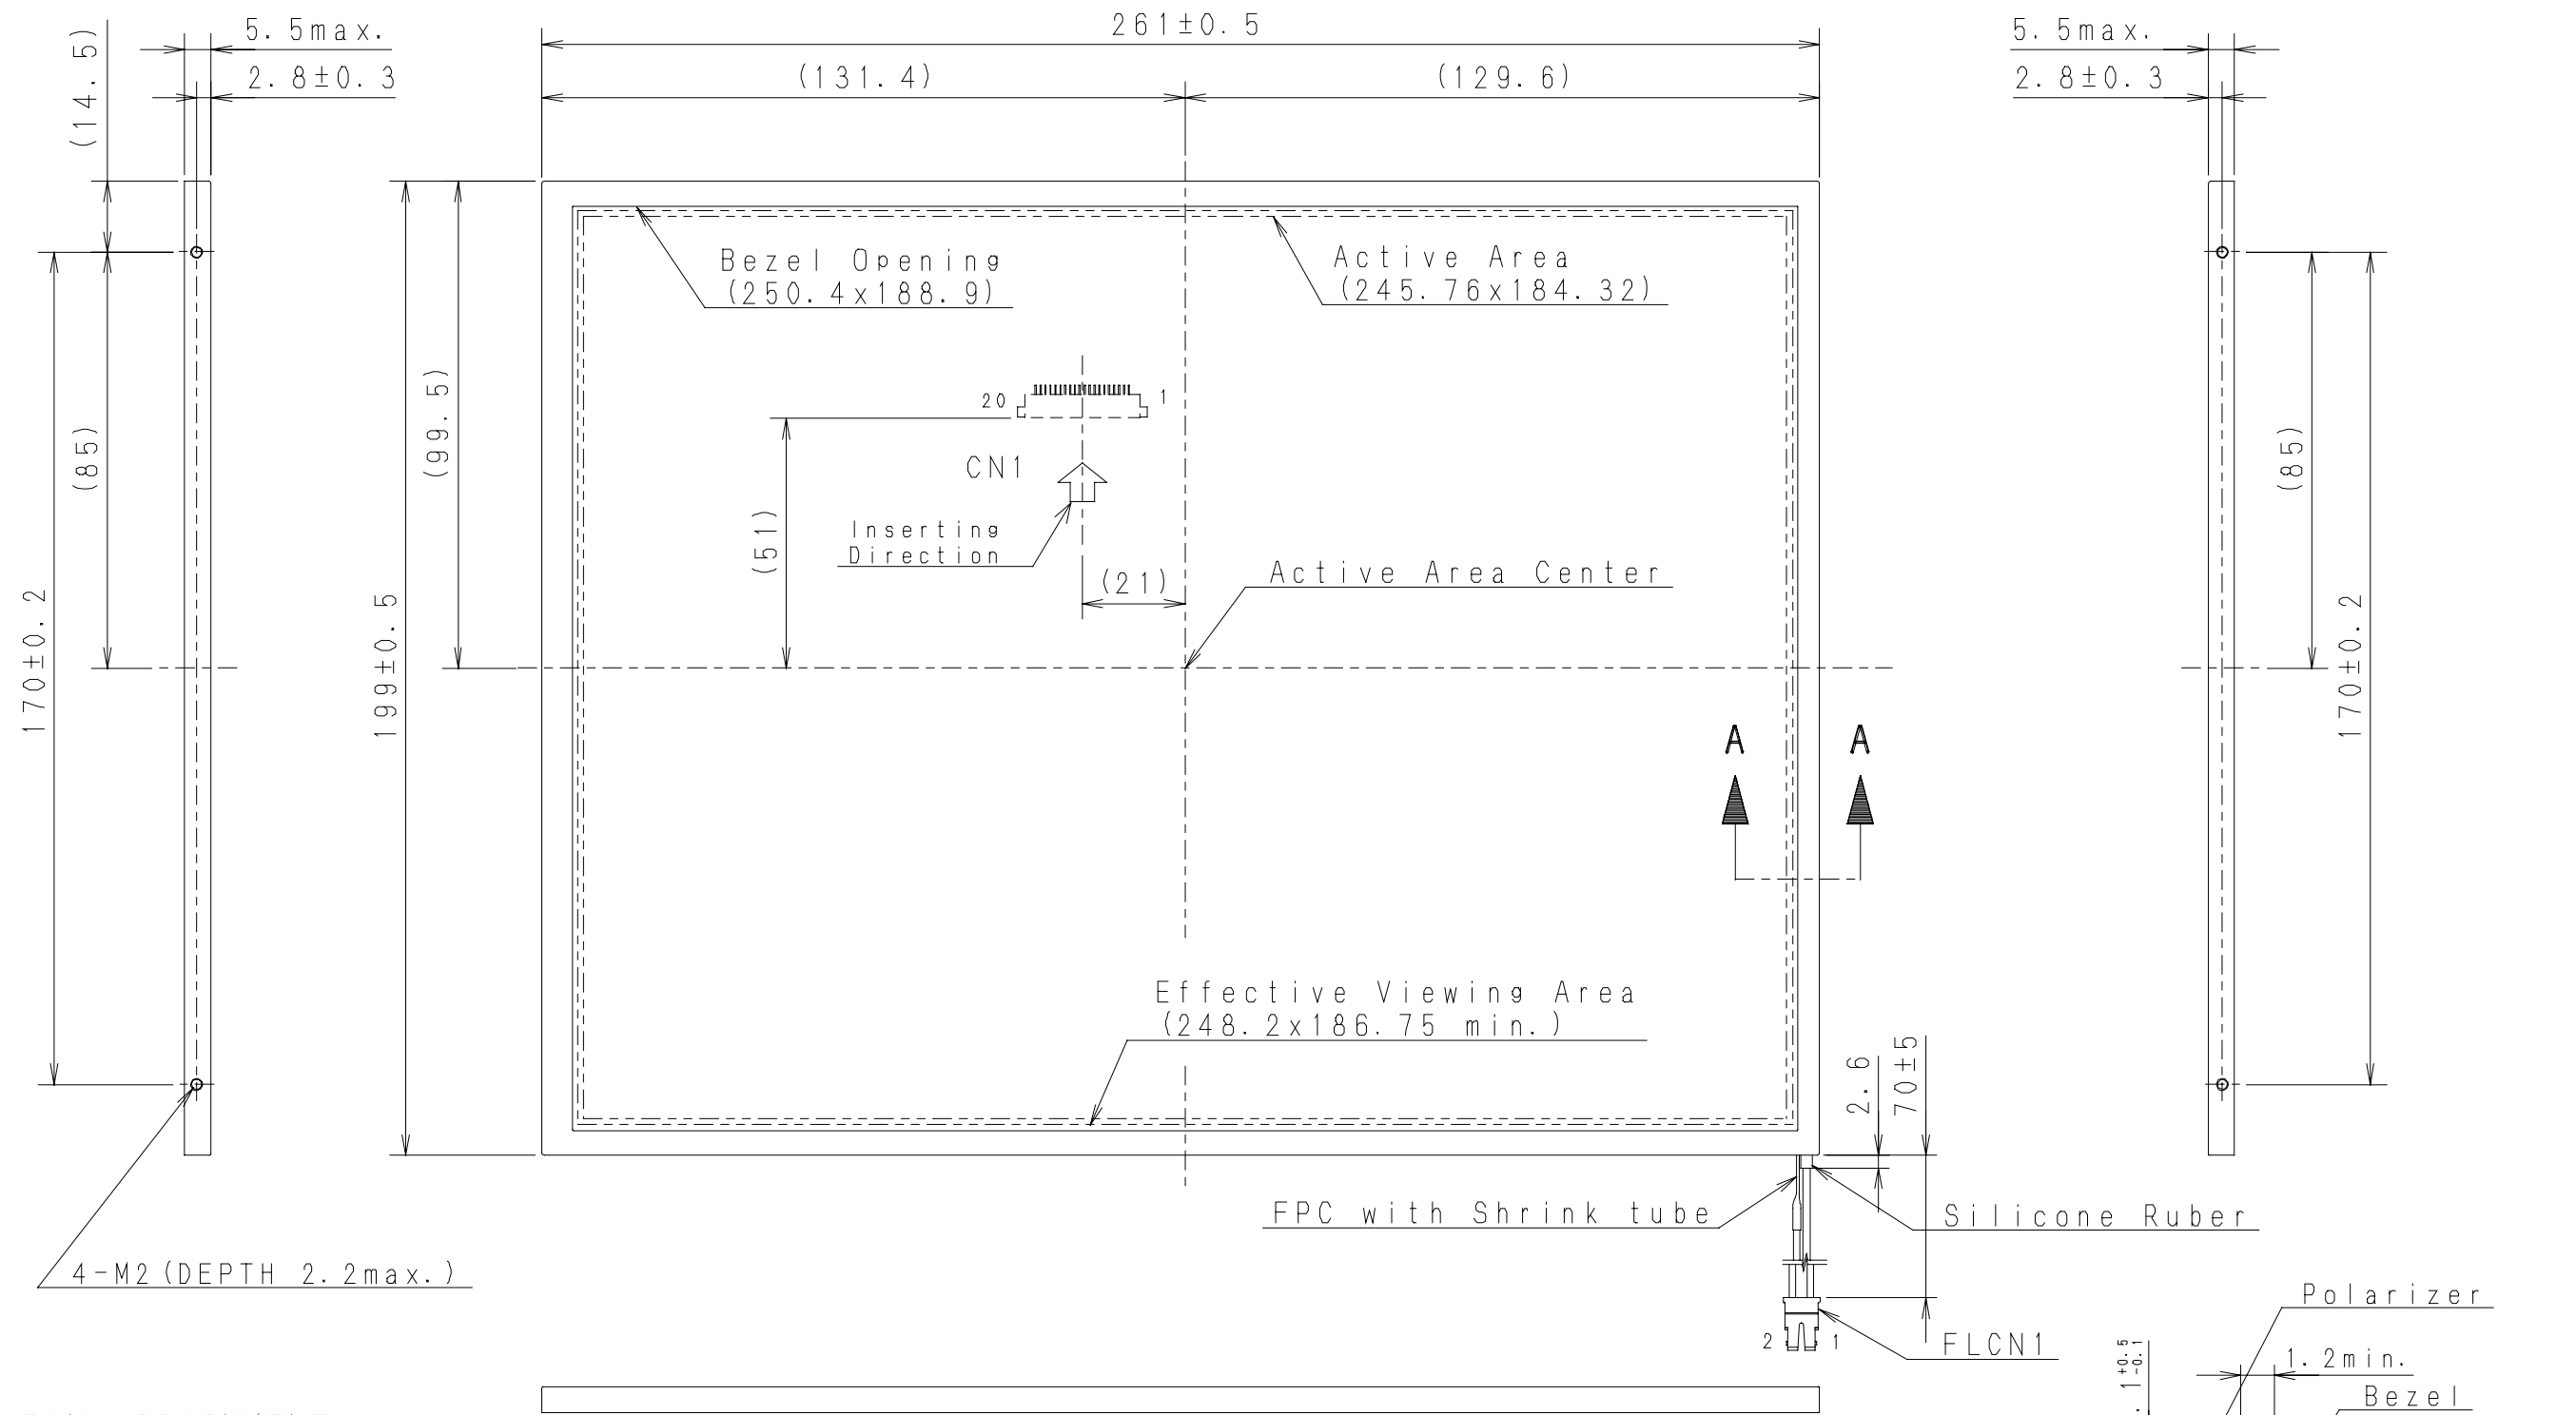 261±0.5
(131.4)
(129.6)
5.5max.
2.8±0.3
(14.5)
5.5max.
2.8±0.3
Bezel Opening
(250.4x188.9)
Active Area
(245.76x184.32)
20
1
CN1
Inserting
Direction
(51)
(21)
Active Area Center
(85)
170±0.2
(99.5)
199±0.5
(85)
170±0.2
A
A
Effective Viewing Area
(248.2x186.75 min.)
2.6
70±5
FPC with Shrink tube
Silicone Ruber
4-M2(DEPTH 2.2max.)
2
1
FLCN1
Polarizer
1.2min.
Bezel
+0.5
-0.1